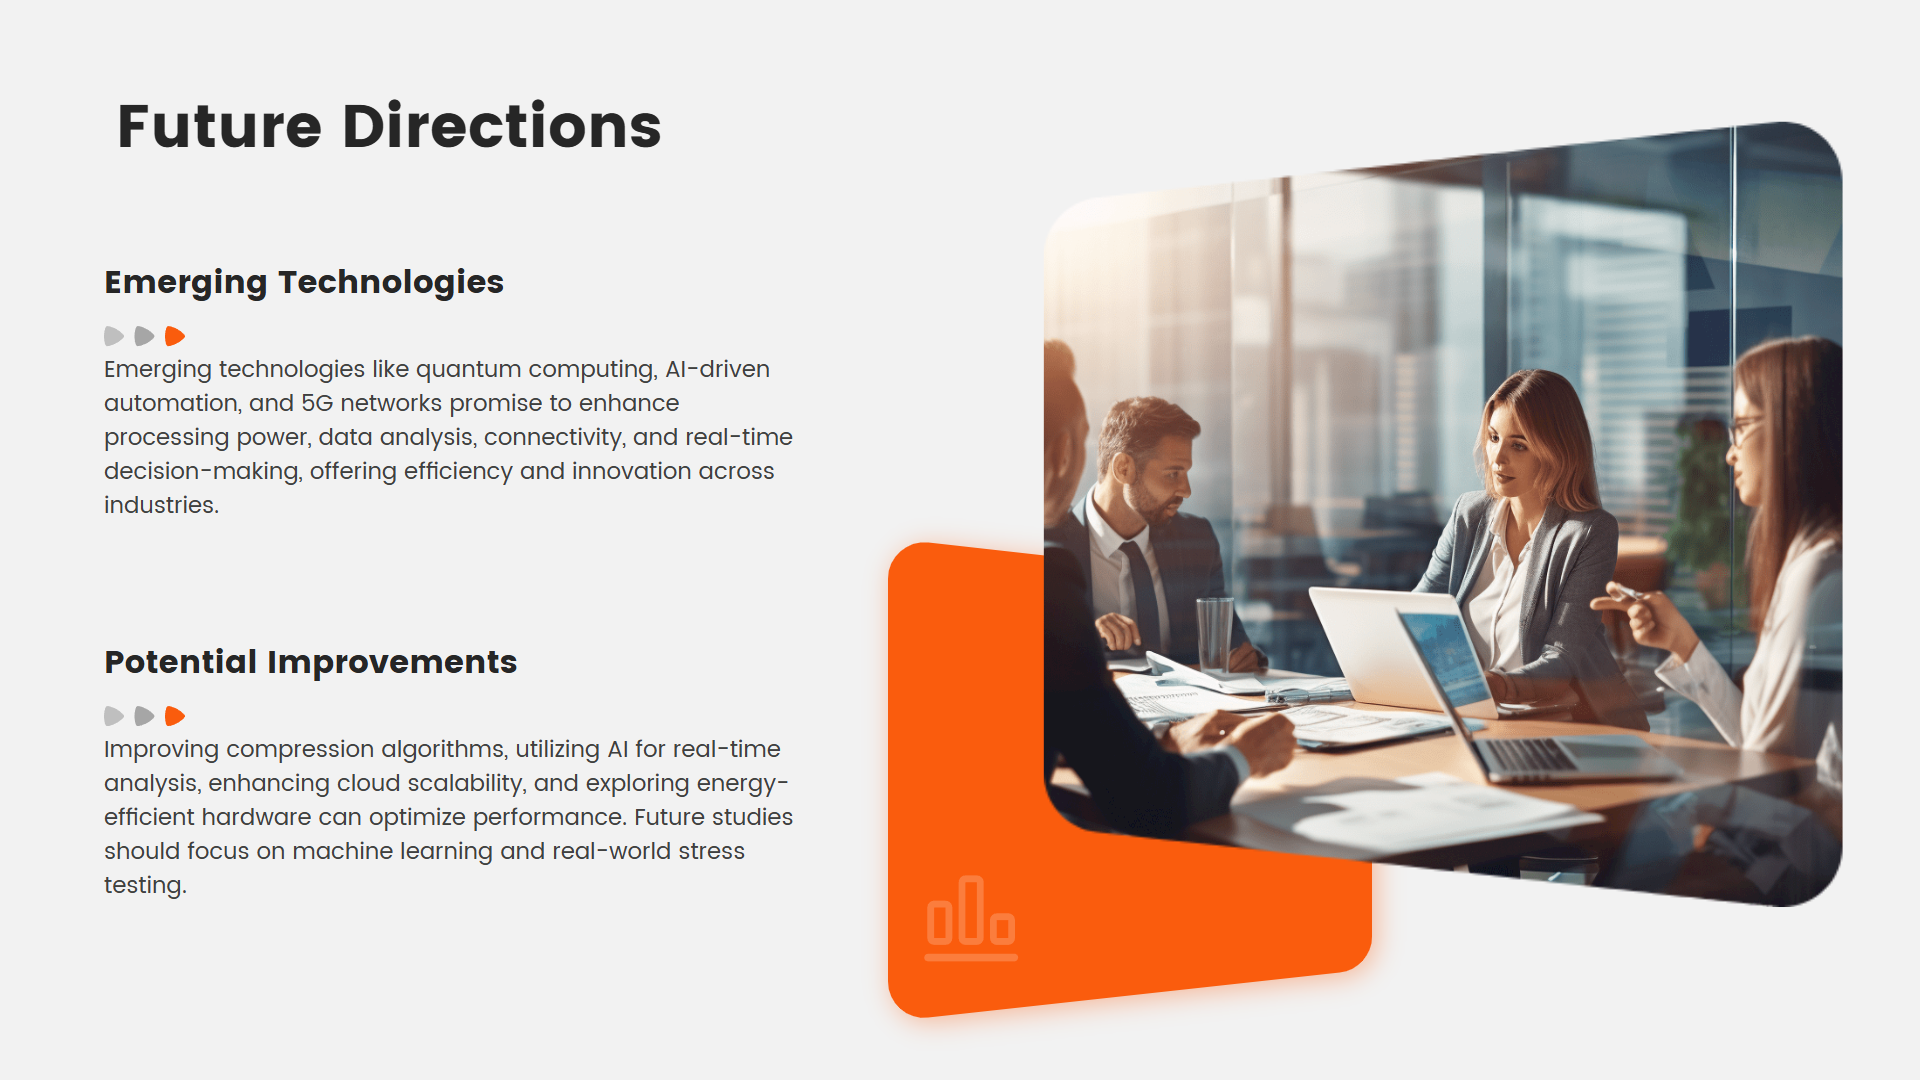 Future Directions
Emerging Technologies
Emerging technologies like quantum computing, AI-driven
automation, and 5G networks promise to enhance
processing power, data analysis, connectivity, and real-time
decision-making, offering efficiency and innovation across
industries.
Potential Improvements
Improving compression algorithms, utilizing AI for real-time
analysis, enhancing cloud scalability, and exploring energy-
efficient hardware can optimize performance. Future studies
should focus on machine learning and real-world stress
testing.